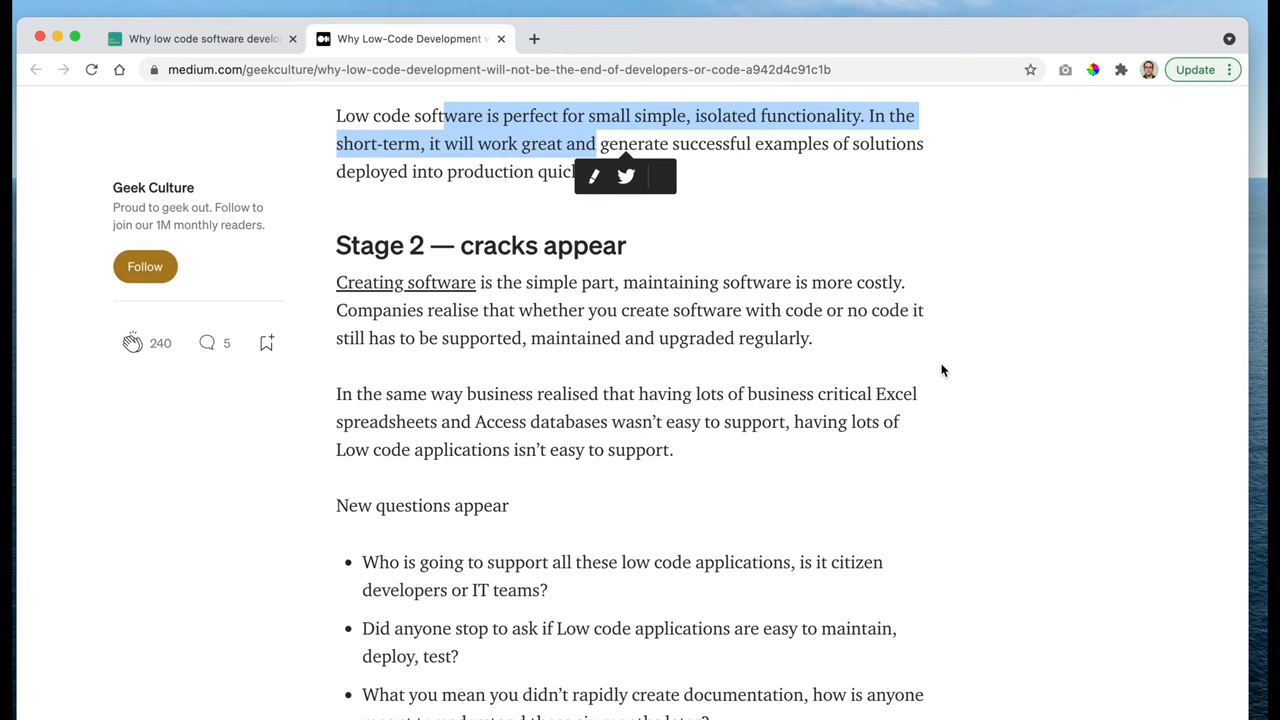 Why low code software develo
Why Low-Code Development v
medium.com/geekculture/why-low-code-development-will-not-be-the-end-of-developers-or-code-a942d4c91c1b
Update
Low code software is perfect for small simple, isolated functionality. In the
short-term, it will work great and generate successful examples of solutions
deployed into production quic
Geek Culture
Proud to geek out. Follow to
join our 1M monthly readers.
Follow
240
5
Stage 2 — cracks appear
Creating software is the simple part, maintaining software is more costly.
Companies realise that whether you create software with code or no code it
still has to be supported, maintained and upgraded regularly.
In the same way business realised that having lots of business critical Excel
spreadsheets and Access databases wasn't easy to support, having lots of
Low code applications isn't easy to support.
New questions appear
Who is going to support all these low code applications, is citizen
developers or IT teams?
Did anyone ask to ask if low code applications are easy to maintain,
deploy, test?
What, you mean you did rapidly create documentation, how is anyone